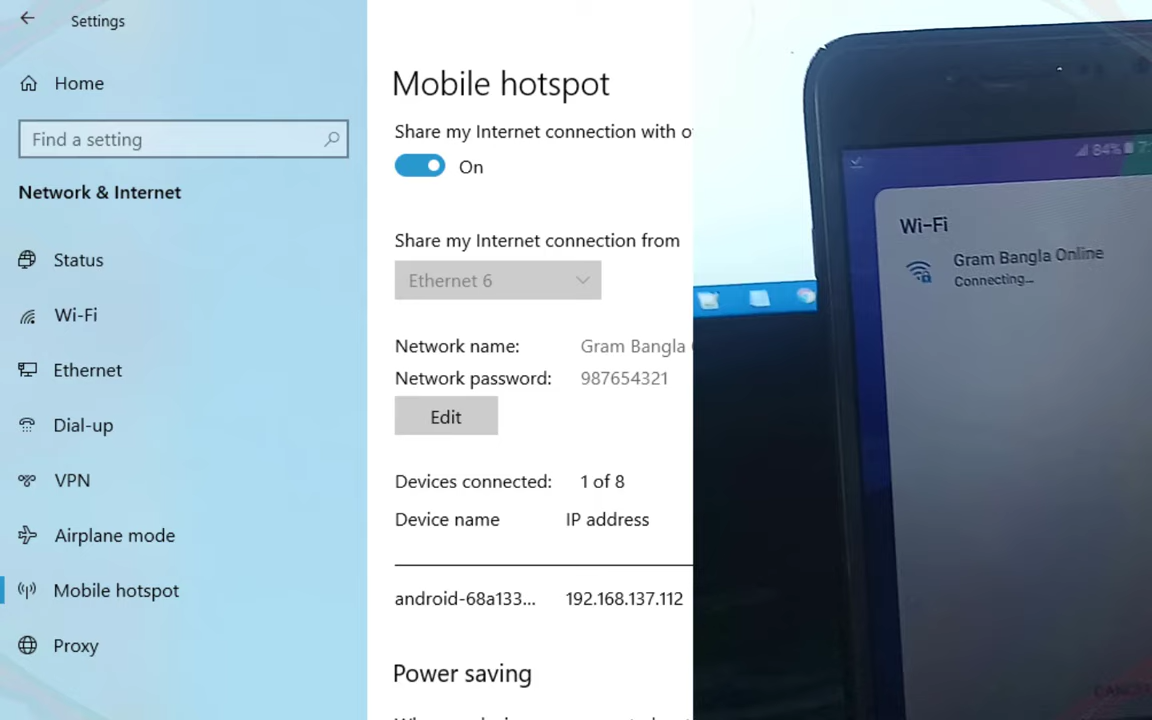 Settings
Home
Find a setting
Network & Internet
Status
Wi-Fi
Ethernet
Dial-up
VPN
Airplane mode
Mobile hotspot
Proxy
Mobile hotspot
Share my Internet connection with o
On
Share my Internet connection from
Ethernet 6
Network name: Gram Bangla
Network password: 987654321
Edit
Devices connected: 1 of 8
Device name IP address
android-68a133... 192.168.137.112
Power saving
84% 7:
Wi-Fi
Gram Bangla Online
Connecting...